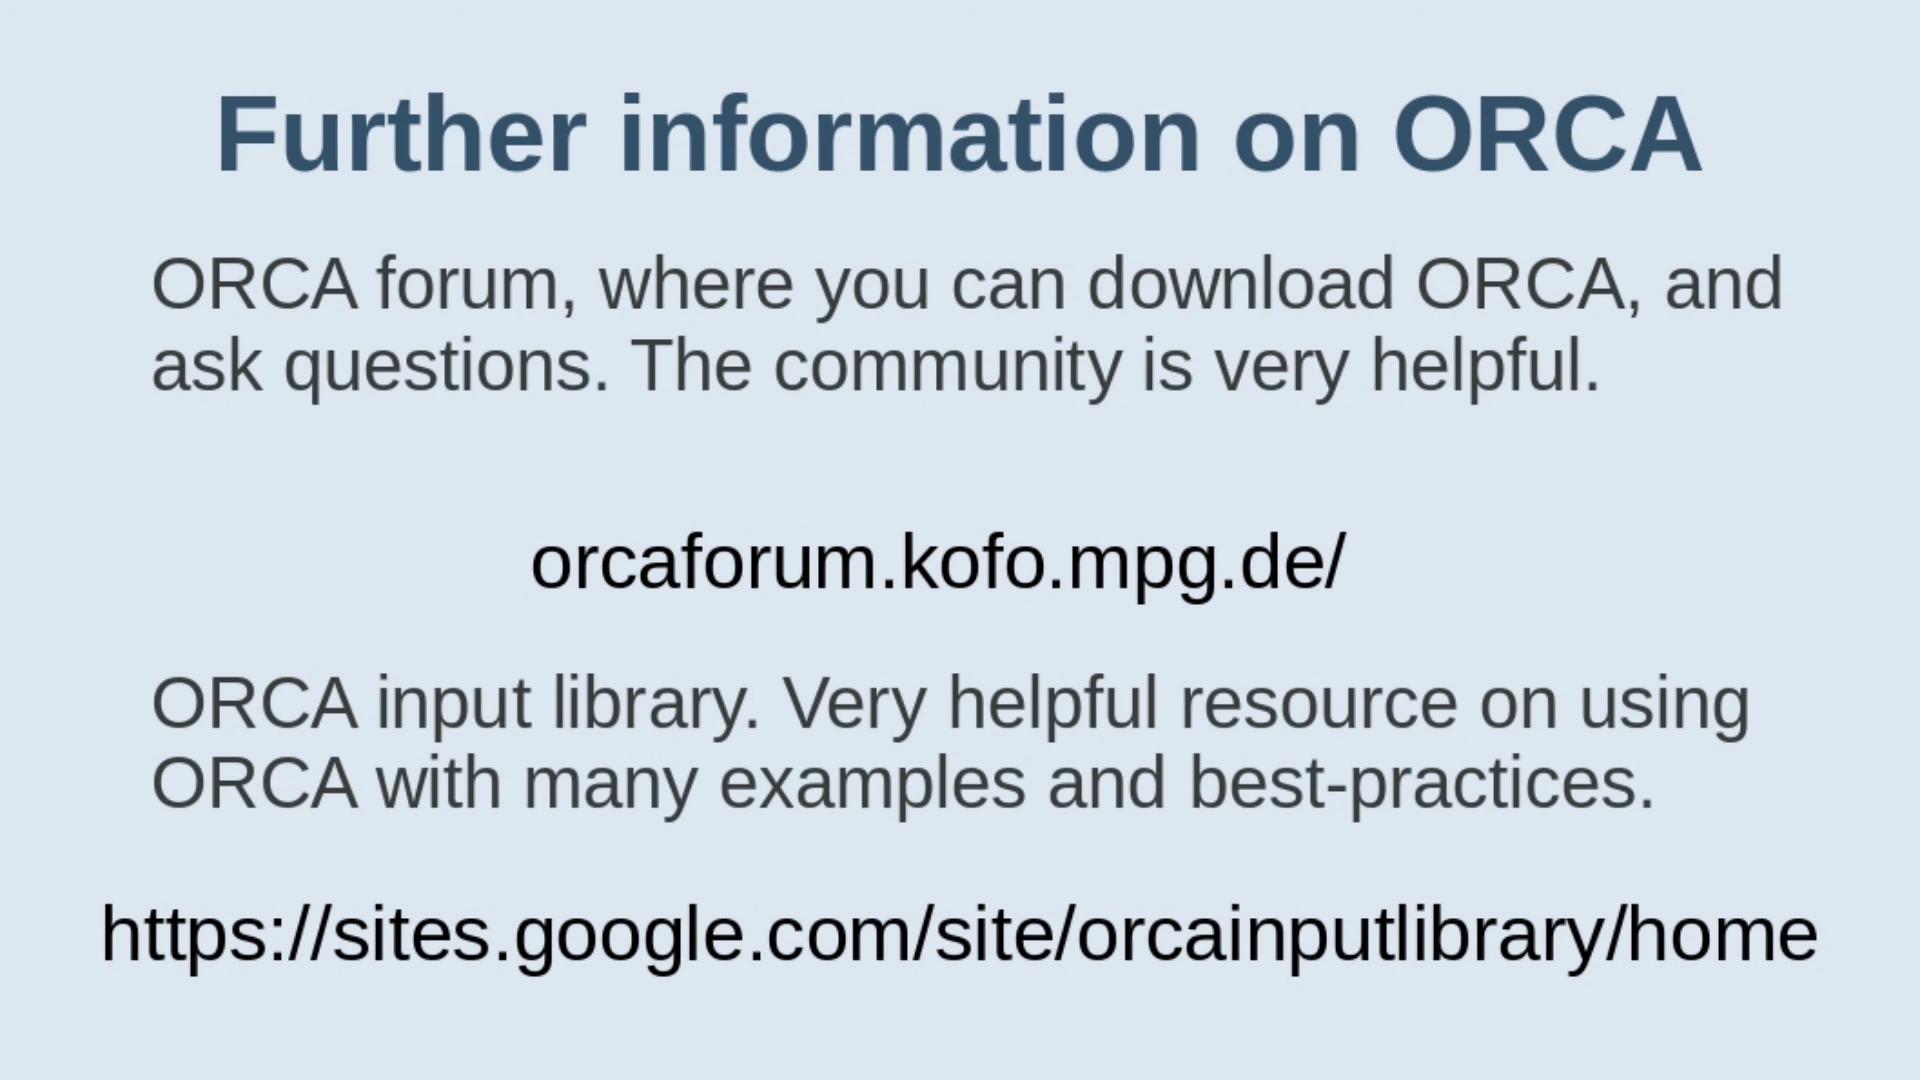 Further information on ORCA
ORCA forum, where you can download ORCA, and
ask questions. The community is very helpful.
orcaforum.kofo.mpg.de/
ORCA input library. Very helpful resource on using
ORCA with many examples and best-practices.
https://sites.google.com/site/orcainputlibrary/home